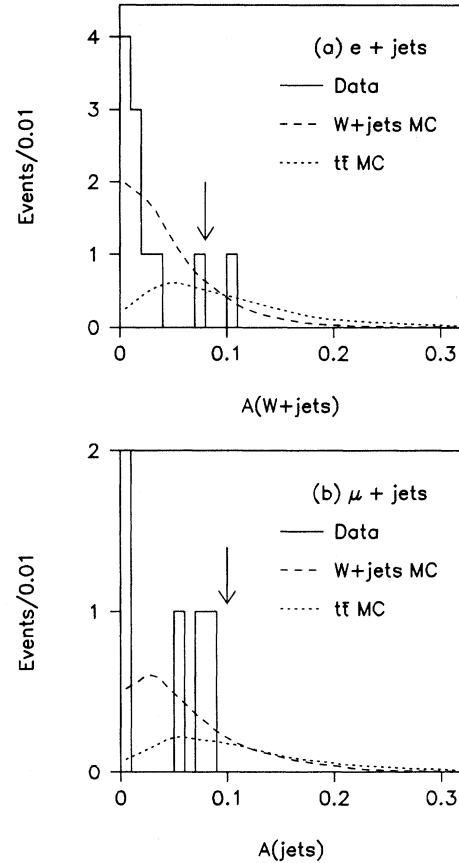 4
3
2
1
0
Events/0.01
(a) e + jets
Data
W+jets MC
tt̄ MC
0
0.1
0.2
0.3
A(W+jets)
2
1
0
Events/0.01
(b) μ + jets
Data
W+jets MC
tt̄ MC
0
0.1
0.2
0.3
A(jets)